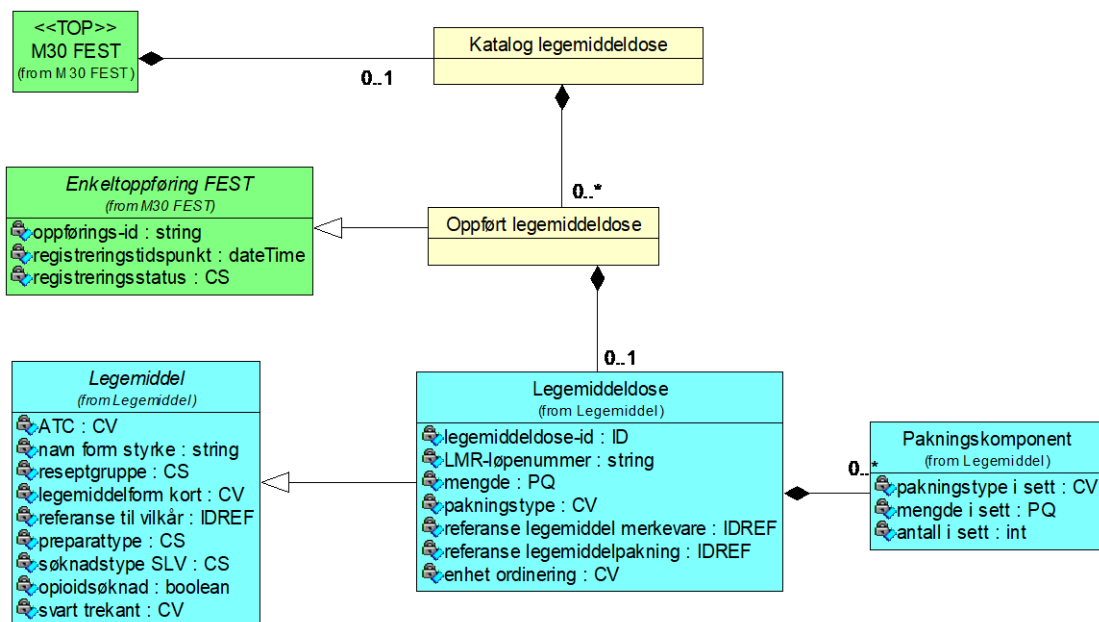 <<TOP>>
M30 FEST
(from M30 FEST)
Katalog legemiddeldose
0..1
0..*
Enkeltoppføring FEST
(from M30 FEST)
oppførings-id : string
registreringstidspunkt : dateTime
registreringsstatus : CS
Oppført legemiddeldose
0..1
Legemiddel
(from Legemiddel)
ATC : CV
navn form styrke : string
reseptgruppe : CS
legemiddelform kort : CV
referanse til vilkår : IDREF
preparattype : CS
søknadstype SLV : CS
opioidsøknad : boolean
svart trekant : CV
Legemiddeldose
(from Legemiddel)
legemiddeldose-id : ID
LMR-løpenummer : string
mengde : PQ
pakningstype : CV
referanse legemiddel merkevare : IDREF
referanse legemiddelpakning : IDREF
enhet ordinering : CV
0..*
Pakningskomponent
(from Legemiddel)
pakningstype i sett : CV
mengde i sett : PQ
antall i sett : int